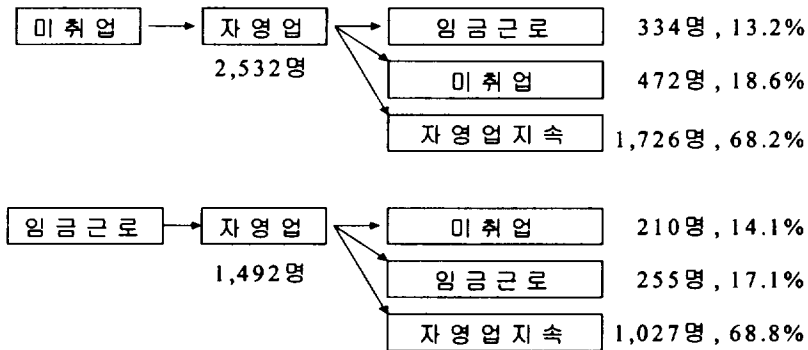 미취업 자영업 임금근로 334명, 13.2%
2,532명
미취업 472명, 18.6%
자영업지속 1,726명, 68.2%
임금근로 자영업 미취업 210명, 14.1%
1,492명
임금근로 255명, 17.1%
자영업지속 1,027명, 68.8%